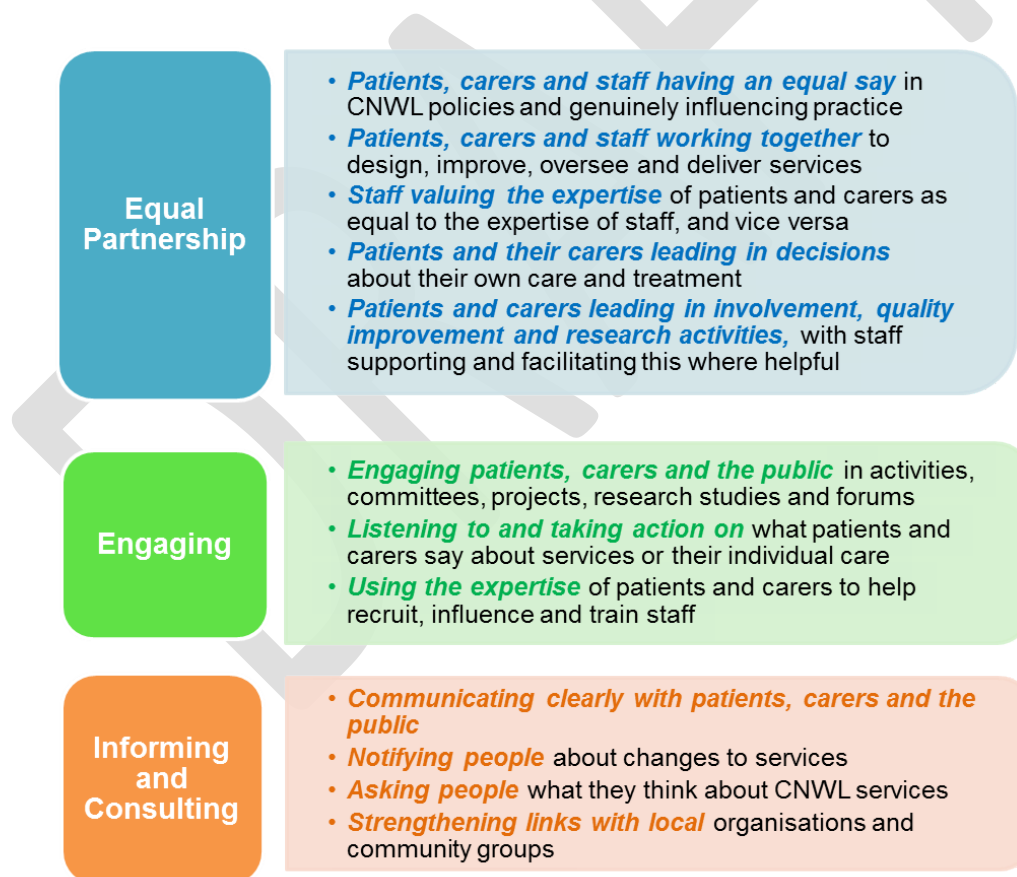 Equal
Partnership
• Patients, carers and staff having an equal say in
CNWL policies and genuinely influencing practice
• Patients, carers and staff working together to
design, improve, oversee and deliver services
• Staff valuing the expertise of patients and carers as
equal to the expertise of staff, and vice versa
• Patients and their carers leading in decisions
about their own care and treatment
• Patients and carers leading in involvement, quality
improvement and research activities, with staff
supporting and facilitating this where helpful
Engaging
• Engaging patients, carers and the public in activities,
committees, projects, research studies and forums
• Listening to and taking action on what patients and
carers say about services or their individual care
• Using the expertise of patients and carers to help
recruit, influence and train staff
Informing
and
Consulting
• Communicating clearly with patients, carers and the
public
• Notifying people about changes to services
• Asking people what they think about CNWL services
• Strengthening links with local organisations and
community groups